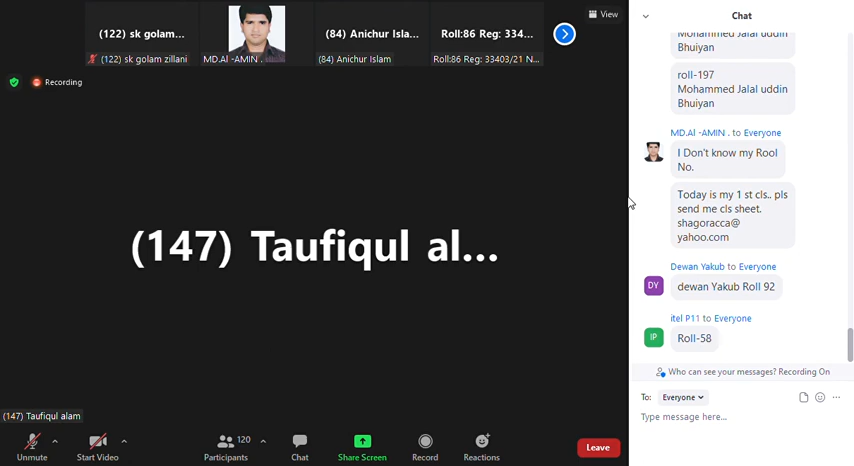 (122) sk golam...
(84) Anichur Isla...
Roll:86 Reg: 334...
View
(122) sk golam zillani
MD.Al -AMIN .
(84) Anichur Islam
Roll:86 Reg: 33403/21 N...
Recording
(147) Taufiqul al...
(147) Taufiqul alam
Unmute
Start Video
Participants
120
Chat
Share Screen
Record
Reactions
Leave
Chat
Mohammed Jalal uddin
Bhuiyan
roll-197
Mohammed Jalal uddin
Bhuiyan
MD.Al -AMIN . to Everyone
I Don't know my Rool
No.
Today is my 1 st cls.. pls
send me cls sheet.
shagoracca@
yahoo.com
Dewan Yakub to Everyone
DY
dewan Yakub Roll 92
itel P11 to Everyone
IP
Roll-58
Who can see your messages? Recording On
To: Everyone
Type message here...